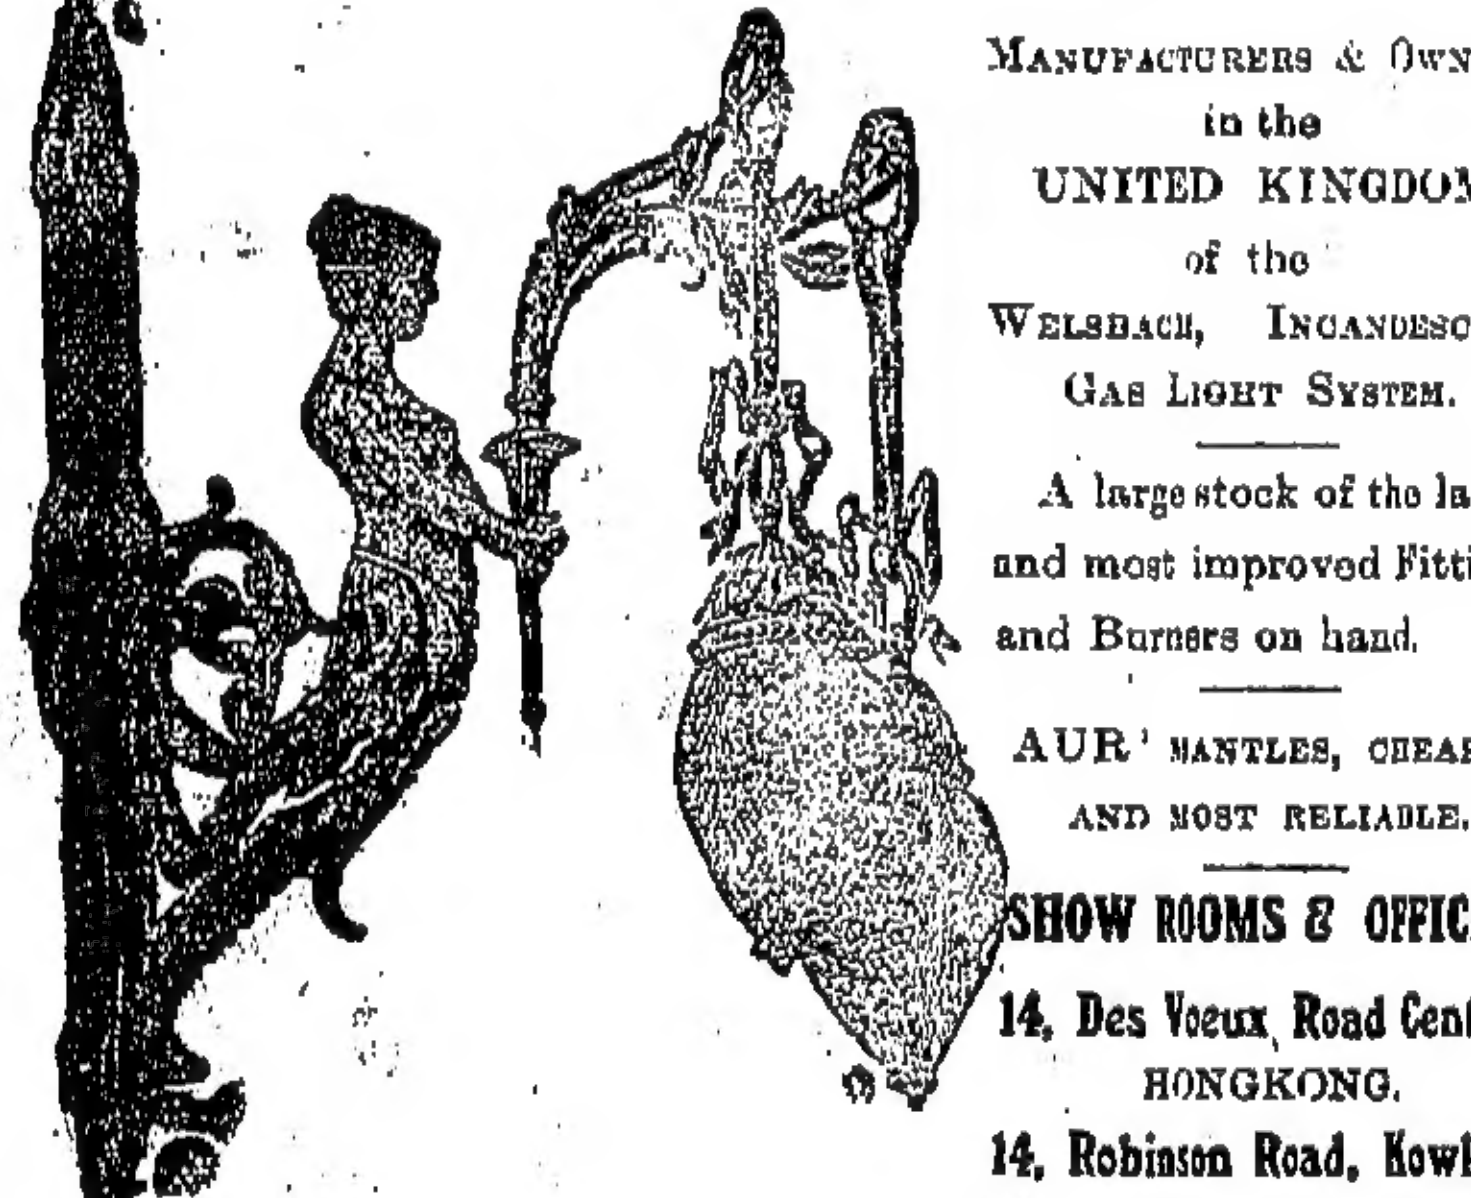 MANUFACTURERS & OWN
in the
UNITED KINGDOM
of the
WELSBACH, INCANDESC
GAS LIGHT SYSTEM.
A large stock of the la
and most improved Fitti
and Burners on hand.
AUR' MANTLES, CHEAP
AND MOST RELIABLE.
SHOW ROOMS & OFFIC
14, Des Voeux Road Cent
HONGKONG.
14, Robinson Road, Kowl